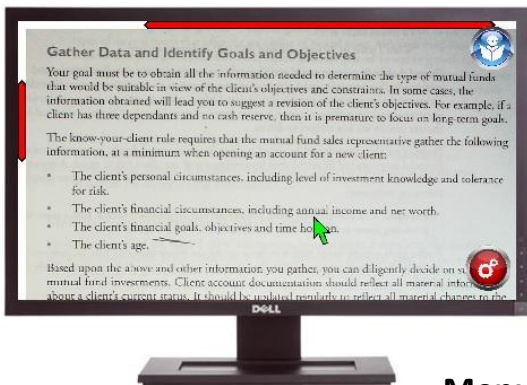 Gather Data and Identify Goals and Objectives
Your goal must be to obtain all the information needed to determine the type of mutual funds
that would be suitable in view of the client's objectives and constraints. In some cases, the
information obtained will lead you to suggest a revision of the client's objectives. For example, if a
client has three dependants and no cash reserve, then it is premature to focus on long-term goals.
The know-your-client rule requires that the mutual fund sales representative gather the following
information, at a minimum when opening an account for a new client:
• The client's personal circumstances, including level of investment knowledge and tolerance
for risk.
• The client's financial circumstances, including annual income and net worth.
• The client's financial goals, objectives and time
• The client's age.
Based upon the above and other information you gather, you can diligently decide on
mutual fund investments. Client account documentation should reflect all material
about a client's current status. It should be updated regularly to reflect all material changes to the
DELL